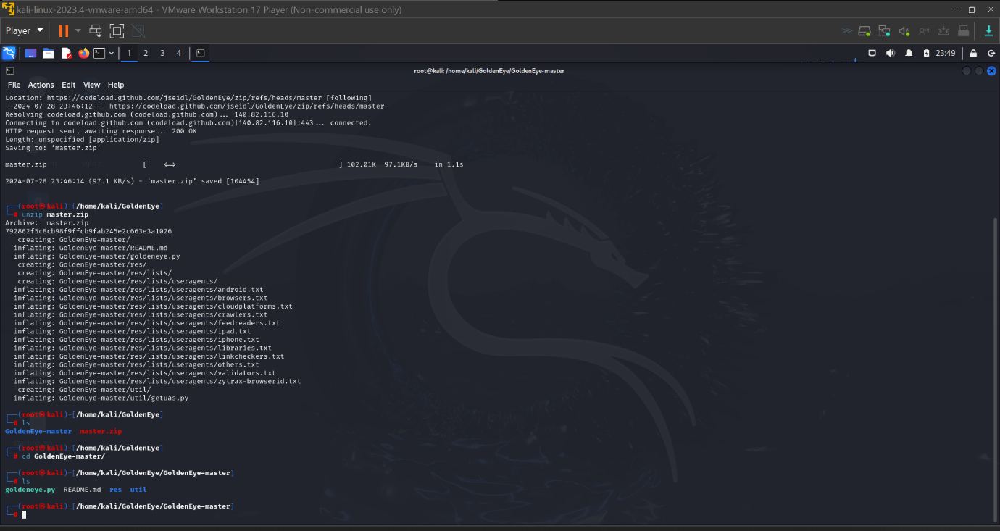 kali-linux-2023.4-vmware-amd64 - VMware Workstation 17 Player (Non-commercial use only)
Player
1 2 3 4
23:49
root@kali: /home/kali/GoldenEye/GoldenEye-master
File Actions Edit View Help
Location: https://codeload.github.com/jseidl/GoldenEye/zip/refs/heads/master [following]
--2024-07-28 23:46:12-- https://codeload.github.com/jseidl/GoldenEye/zip/refs/heads/master
Resolving codeload.github.com (codeload.github.com)... 140.82.116.10
Connecting to codeload.github.com (codeload.github.com)|140.82.116.10|:443... connected.
HTTP request sent, awaiting response... 200 OK
Length: unspecified [application/zip]
Saving to: ‘master.zip’
master.zip [ <=> ] 102.01K 97.1KB/s in 1.1s
2024-07-28 23:46:14 (97.1 KB/s) - ‘master.zip’ saved [104454]
┌──(root㉿kali)-[/home/kali/GoldenEye]
└─# unzip master.zip
Archive: master.zip
792862f5c8cb98f9ffcb9fab245e2c663e3a1026
creating: GoldenEye-master/
inflating: GoldenEye-master/README.md
inflating: GoldenEye-master/goldeneye.py
creating: GoldenEye-master/res/
creating: GoldenEye-master/res/lists/
creating: GoldenEye-master/res/lists/useragents/
inflating: GoldenEye-master/res/lists/useragents/android.txt
inflating: GoldenEye-master/res/lists/useragents/browsers.txt
inflating: GoldenEye-master/res/lists/useragents/cloudplatforms.txt
inflating: GoldenEye-master/res/lists/useragents/crawlers.txt
inflating: GoldenEye-master/res/lists/useragents/feedreaders.txt
inflating: GoldenEye-master/res/lists/useragents/ipad.txt
inflating: GoldenEye-master/res/lists/useragents/iphone.txt
inflating: GoldenEye-master/res/lists/useragents/libraries.txt
inflating: GoldenEye-master/res/lists/useragents/linkcheckers.txt
inflating: GoldenEye-master/res/lists/useragents/others.txt
inflating: GoldenEye-master/res/lists/useragents/validators.txt
inflating: GoldenEye-master/res/lists/useragents/zytrax-browserid.txt
creating: GoldenEye-master/util/
inflating: GoldenEye-master/util/getuas.py
┌──(root㉿kali)-[/home/kali/GoldenEye]
└─# ls
GoldenEye-master master.zip
┌──(root㉿kali)-[/home/kali/GoldenEye]
└─# cd GoldenEye-master/
┌──(root㉿kali)-[/home/kali/GoldenEye/GoldenEye-master]
└─# ls
goldeneye.py README.md res util
┌──(root㉿kali)-[/home/kali/GoldenEye/GoldenEye-master]
└─#